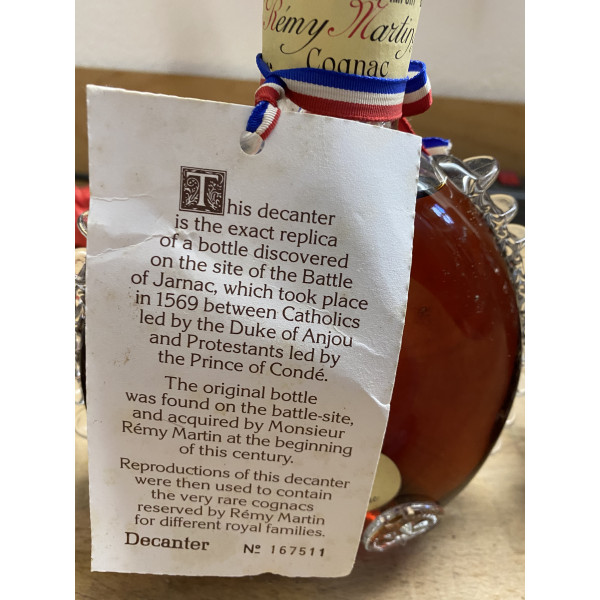 Rémy Martin
Cognac
This decanter
is the exact replica
of a bottle discovered
on the site of the Battle
of Jarnac, which took place
in 1569 between Catholics
led by the Duke of Anjou
and Protestants led by
the Prince of Condé.
The original bottle
was found on the battle-site,
and acquired by Monsieur
Rémy Martin at the beginning
of this century.
Reproductions of this decanter
were then used to contain
the very rare cognacs
reserved by Rémy Martin
for different royal families.
Decanter Nº 167511